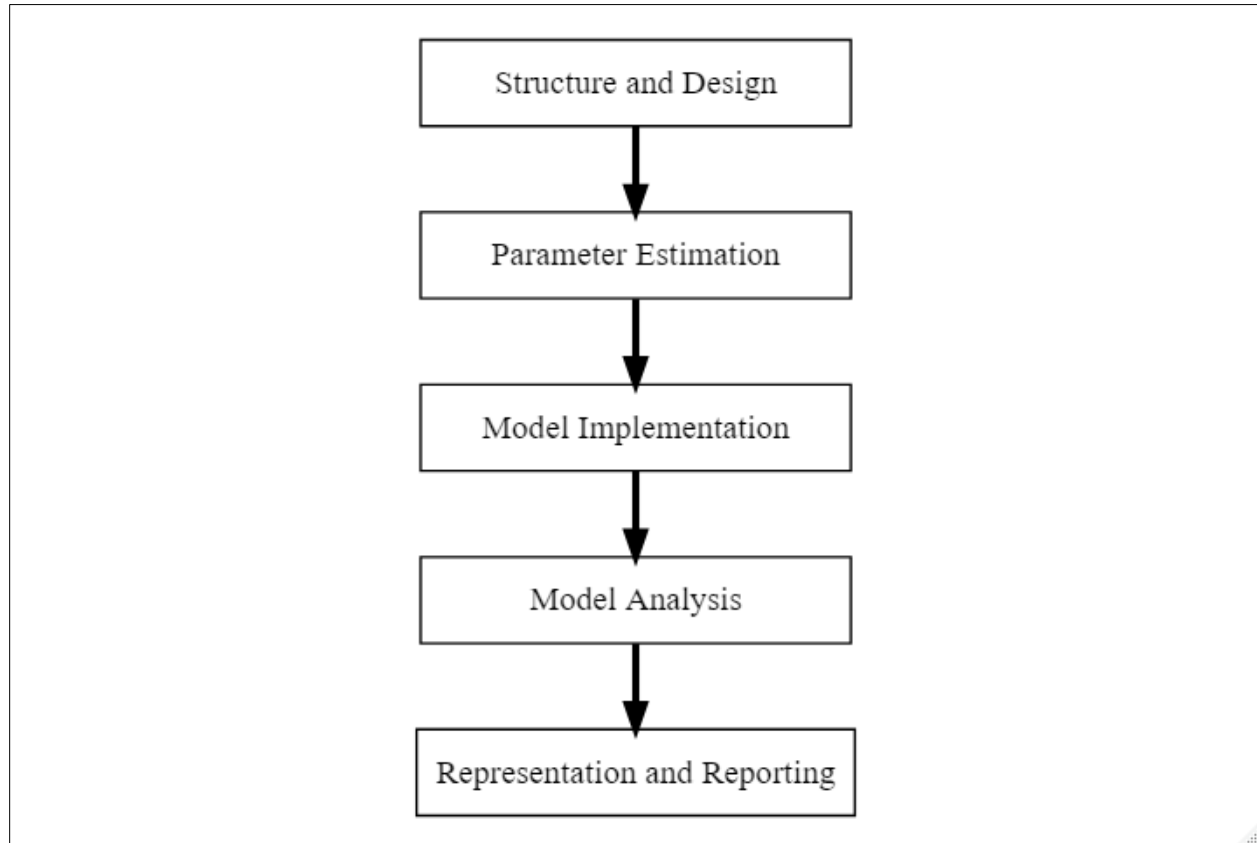 Structure and Design
Parameter Estimation
Model Implementation
Model Analysis
Representation and Reporting